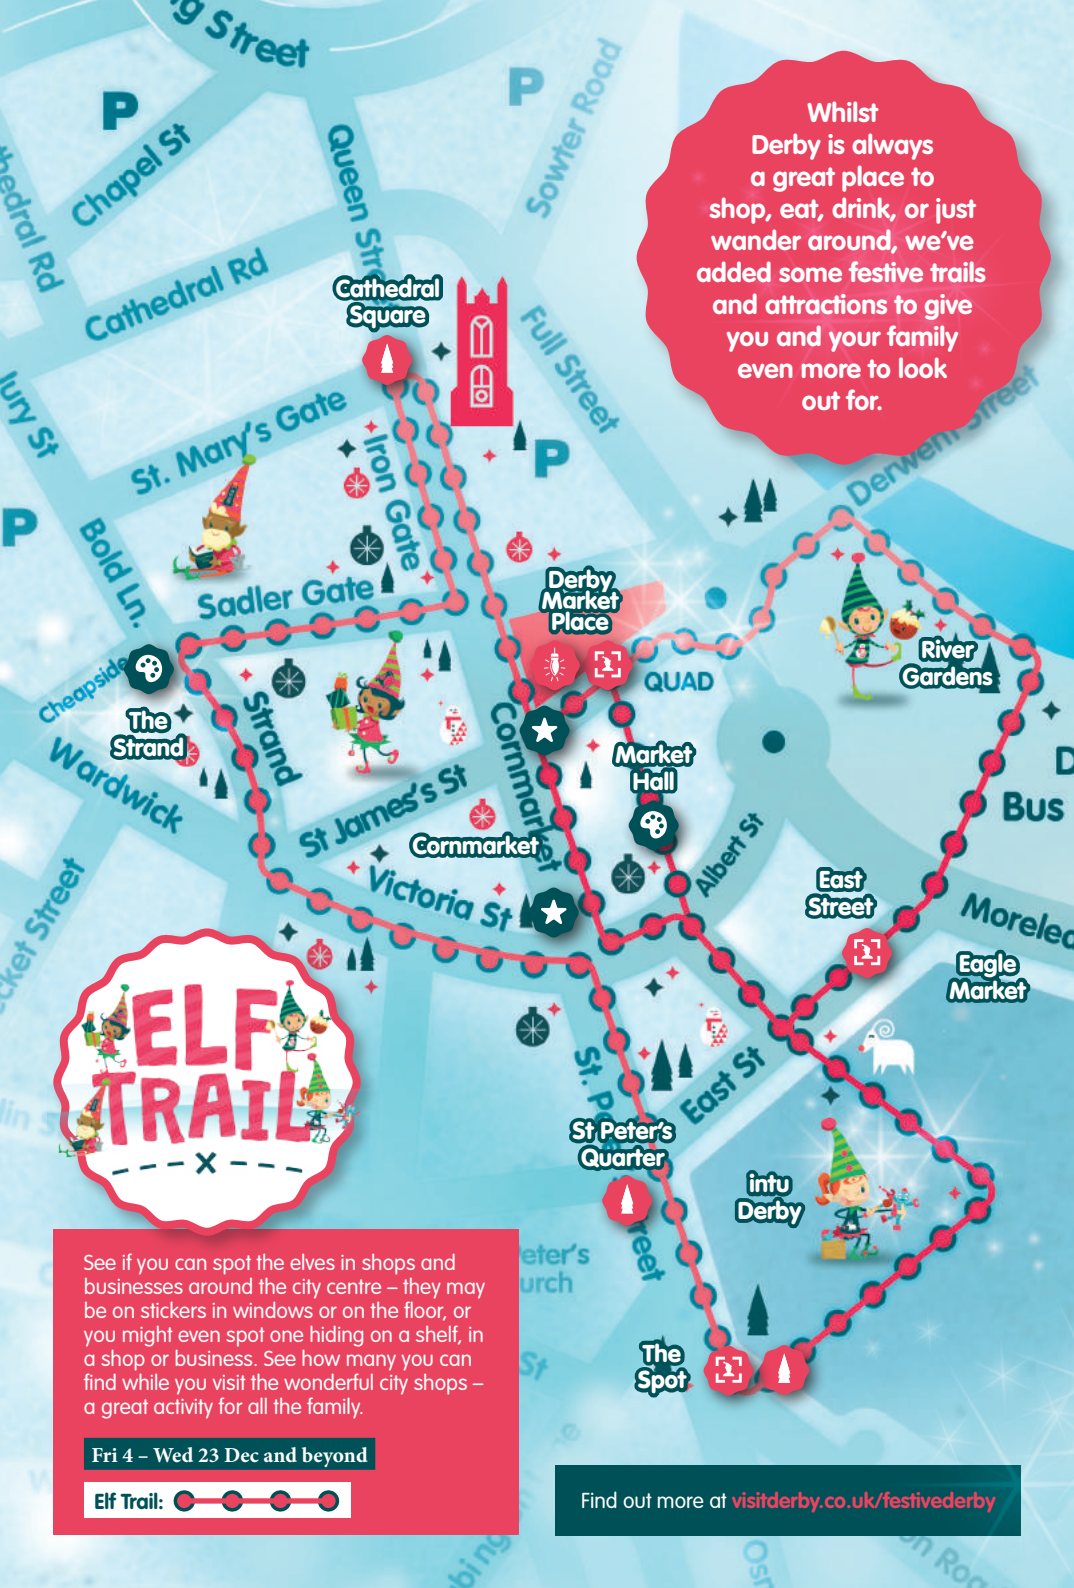 Street
P
P
Chapel St
Queen Street
Sowter Road
Whilst
Derby is always
a great place to
shop, eat, drink, or just
wander around, we've
added some festive trails
and attractions to give
you and your family
even more to look
out for.
Cathedral Rd
Cathedral
Square
Full Street
St. Mary's Gate
Iron Gate
P
P
Derwent Street
Bold Ln.
Sadler Gate
Derby
Market
Place
River
Gardens
QUAD
Cheapside
The
Strand
Strand
Cornmarket
Market
Hall
Wardwick
St James's St
Bus
Cornmarket
Albert St
Victoria St
East
Street
Eagle
Market
ELF
TRAIL
X
East St
St Peter's
Quarter
intu
Derby
See if you can spot the elves in shops and
businesses around the city centre – they may
be on stickers in windows or on the floor, or
you might even spot one hiding on a shelf, in
a shop or business. See how many you can
find while you visit the wonderful city shops –
a great activity for all the family.
The
Spot
St
Fri 4 – Wed 23 Dec and beyond
Elf Trail:
Find out more at visitderby.co.uk/festivederby